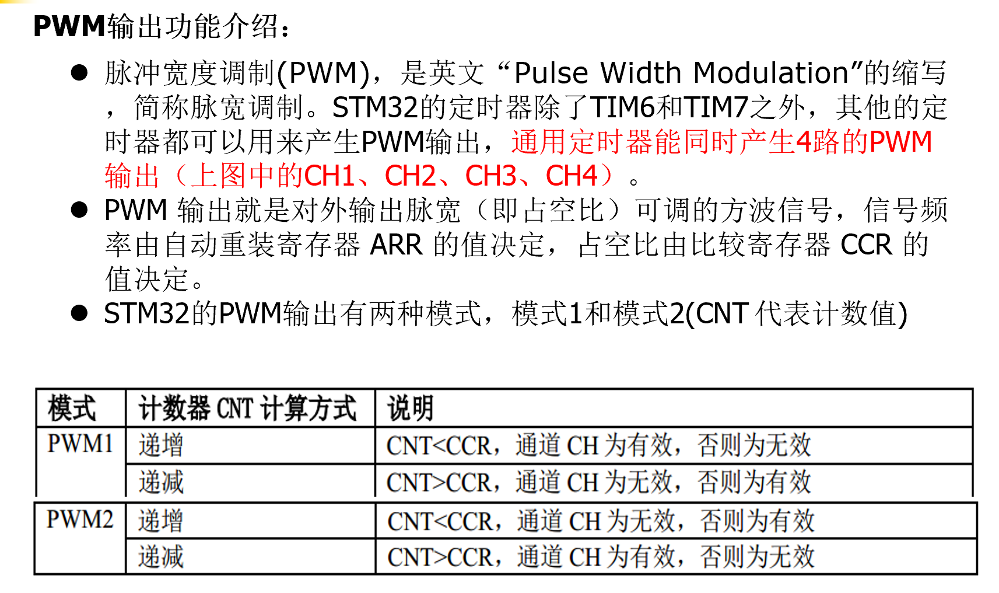 PWM输出功能介绍：
● 脉冲宽度调制(PWM)，是英文“Pulse Width Modulation”的缩写
，简称脉宽调制。STM32的定时器除了TIM6和TIM7之外，其他的定
时器都可以用来产生PWM输出，通用定时器能同时产生4路的PWM
输出（上图中的CH1、CH2、CH3、CH4）。
● PWM 输出就是对外输出脉宽（即占空比）可调的方波信号，信号频
率由自动重装寄存器 ARR 的值决定，占空比由比较寄存器 CCR 的
值决定。
● STM32的PWM输出有两种模式，模式1和模式2(CNT 代表计数值)
模式 计数器 CNT 计算方式 说明
PWM1 递增 CNT<CCR，通道 CH 为有效，否则为无效
递减 CNT>CCR，通道 CH 为无效，否则为有效
PWM2 递增 CNT<CCR，通道 CH 为无效，否则为有效
递减 CNT>CCR，通道 CH 为有效，否则为无效